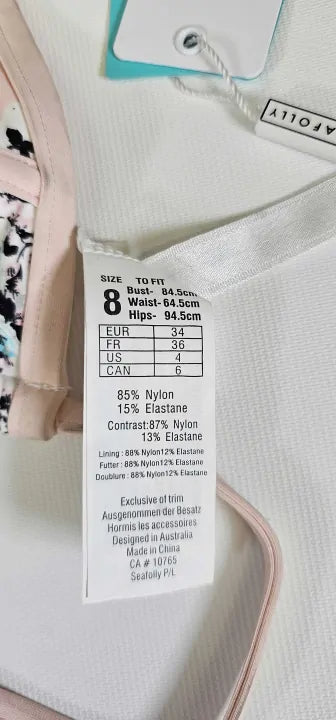 AFOLLY
SIZE TO FIT
8 Bust- 84.5cm
Waist- 64.5cm
Hips- 94.5cm
EUR 34
FR 36
US 4
CAN 6
85% Nylon
15% Elastane
Contrast:87% Nylon
13% Elastane
Lining : 88% Nylon12% Elastane
Futter : 88% Nylon12% Elastane
Doublure : 88% Nylon12% Elastane
Exclusive of trim
Ausgenommen der Besatz
Hormis les accessoires
Designed in Australia
Made in China
CA # 10765
Seafolly P/L